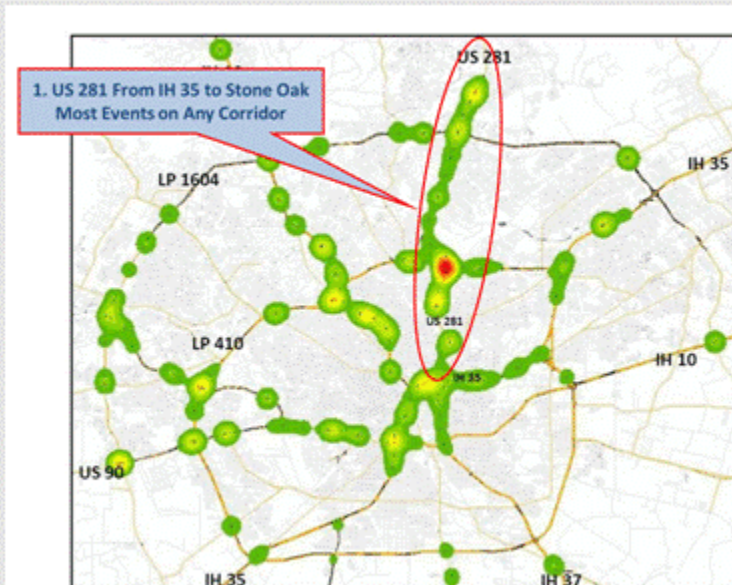 US 281
1. US 281 From IH 35 to Stone Oak
Most Events on Any Corridor
IH 35
LP 1604
US 281
LP 410
IH 10
IH 35
US 90
IH 35
IH 37